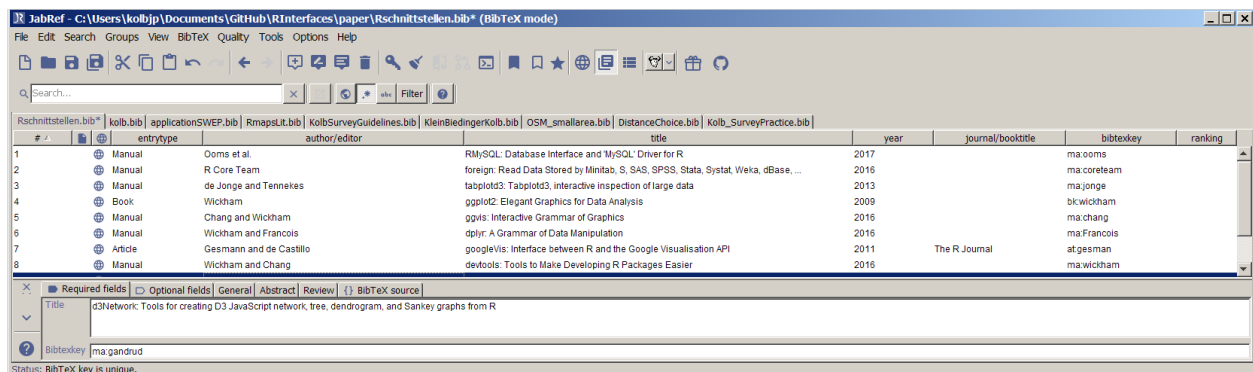 JabRef - C:\Users\kolbjp\Documents\GitHub\RInterfaces\paper\Rschnittstellen.bib* (BibTeX mode)
File Edit Search Groups View BibTeX Quality Tools Options Help
Search... abc Filter
Rschnittstellen.bib* kolb.bib applicationSWEP.bib RmapsLit.bib KolbSurveyGuidelines.bib KleinBiedingerKolb.bib OSM_smallarea.bib DistanceChoice.bib Kolb_SurveyPractice.bib
# entrytype author/editor title year journal/booktitle bibtexkey ranking
1 Manual Ooms et al. RMySQL: Database Interface and 'MySQL' Driver for R 2017 ma:ooms
2 Manual R Core Team foreign: Read Data Stored by Minitab, S, SAS, SPSS, Stata, Systat, Weka, dBase, ... 2016 ma:coreteam
3 Manual de Jonge and Tennekes tabplotd3: Tabplotd3, interactive inspection of large data 2013 ma:jonge
4 Book Wickham ggplot2: Elegant Graphics for Data Analysis 2009 bk:wickham
5 Manual Chang and Wickham ggvis: Interactive Grammar of Graphics 2016 ma:chang
6 Manual Wickham and Francois dplyr: A Grammar of Data Manipulation 2016 ma:Francois
7 Article Gesmann and de Castillo googleVis: Interface between R and the Google Visualisation API 2011 The R Journal at:gesman
8 Manual Wickham and Chang devtools: Tools to Make Developing R Packages Easier 2016 ma:wickham
Required fields Optional fields General Abstract Review {} BibTeX source
Title d3Network: Tools for creating D3 JavaScript network, tree, dendrogram, and Sankey graphs from R
Bibtexkey ma:gandrud
Status: BibTeX key is unique.